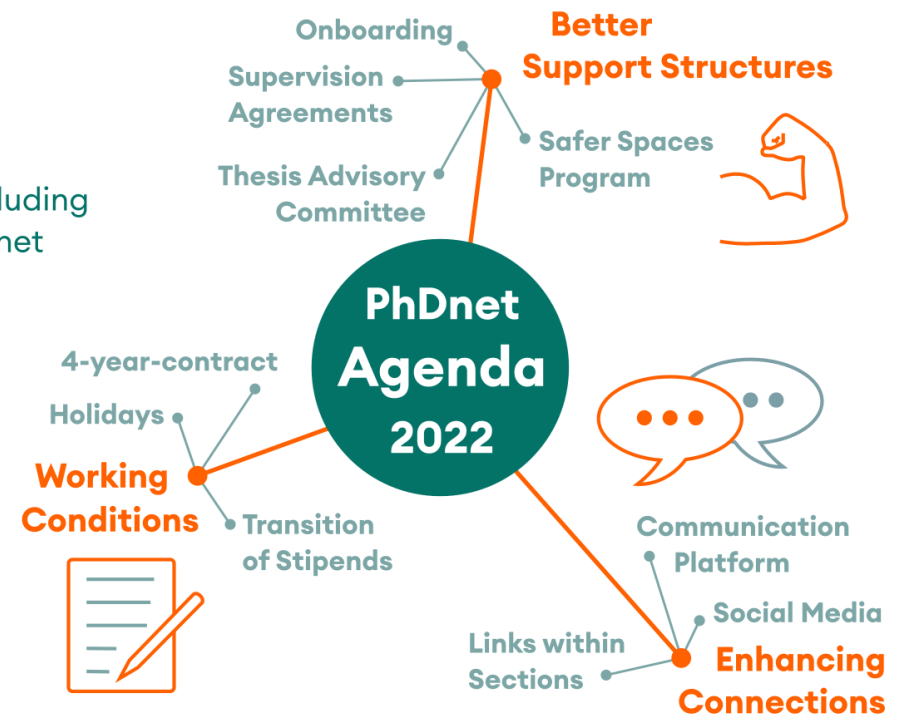 Better
Support Structures
Onboarding
Supervision
Agreements
Thesis Advisory
Committee
Safer Spaces
Program
luding
net
PhDnet
Agenda
2022
4-year-contract
Holidays
Working
Conditions
Transition
of Stipends
Communication
Platform
Social Media
Links within
Sections
Enhancing
Connections